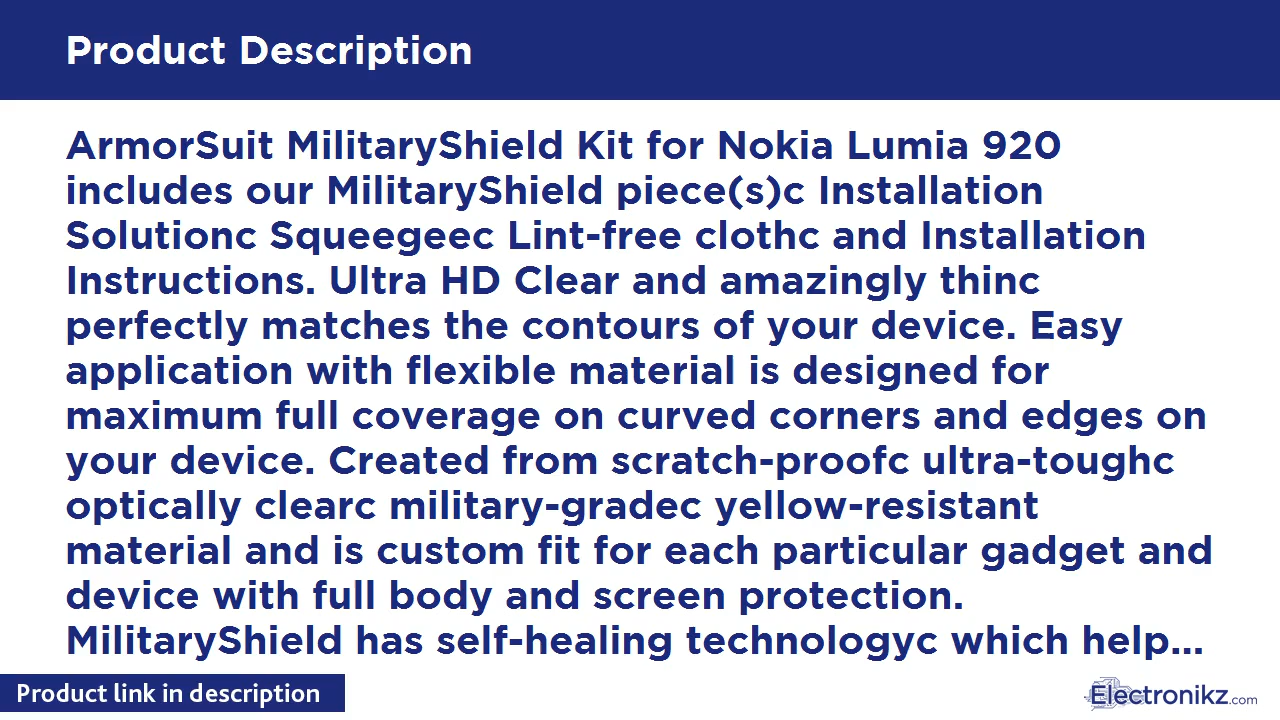 Product Description
ArmorSuit MilitaryShield Kit for Nokia Lumia 920
includes our MilitaryShield piece(s)c Installation
Solutionc Squeegeec Lint-free clothc and Installation
Instructions. Ultra HD Clear and amazingly thinc
perfectly matches the contours of your device. Easy
application with flexible material is designed for
maximum full coverage on curved corners and edges on
your device. Created from scratch-proofc ultra-toughc
optically clearc military-gradec yellow-resistant
material and is custom fit for each particular gadget and
device with full body and screen protection.
MilitaryShield has self-healing technologyc which help...
Product link in description
Electronikz.com